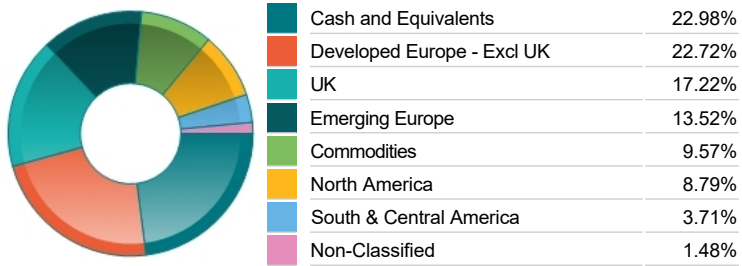 Cash and Equivalents 22.98%
Developed Europe - Excl UK 22.72%
UK 17.22%
Emerging Europe 13.52%
Commodities 9.57%
North America 8.79%
South & Central America 3.71%
Non-Classified 1.48%